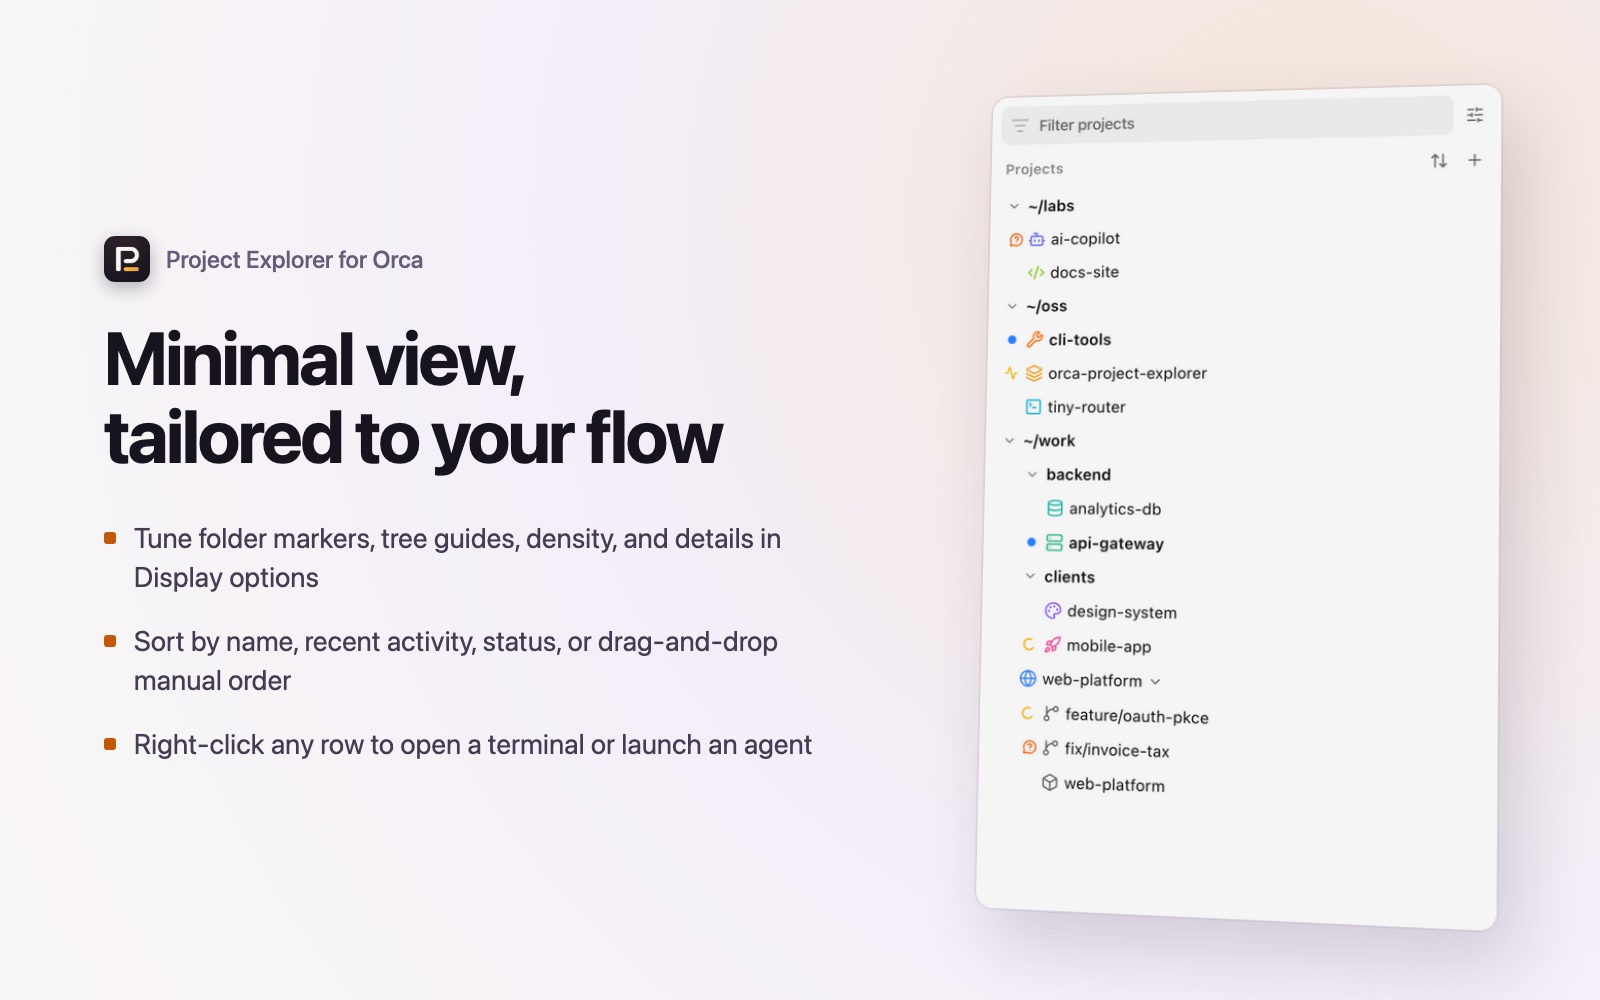 Project Explorer for Orca
Minimal view,
tailored to your flow
Tune folder markers, tree guides, density, and details in
Display options
Sort by name, recent activity, status, or drag-and-drop
manual order
Right-click any row to open a terminal or launch an agent
Filter projects
Projects
~/labs
ai-copilot
docs-site
~/oss
cli-tools
orca-project-explorer
tiny-router
~/work
backend
analytics-db
api-gateway
clients
design-system
mobile-app
web-platform
feature/oauth-pkce
fix/invoice-tax
web-platform